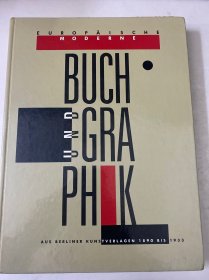 EUROPÄISCHE
MODERNE
BUCH
UND
GRA
PHIK
AUS BERLINER KUNSTVERLAGEN 1890 BIS 1933